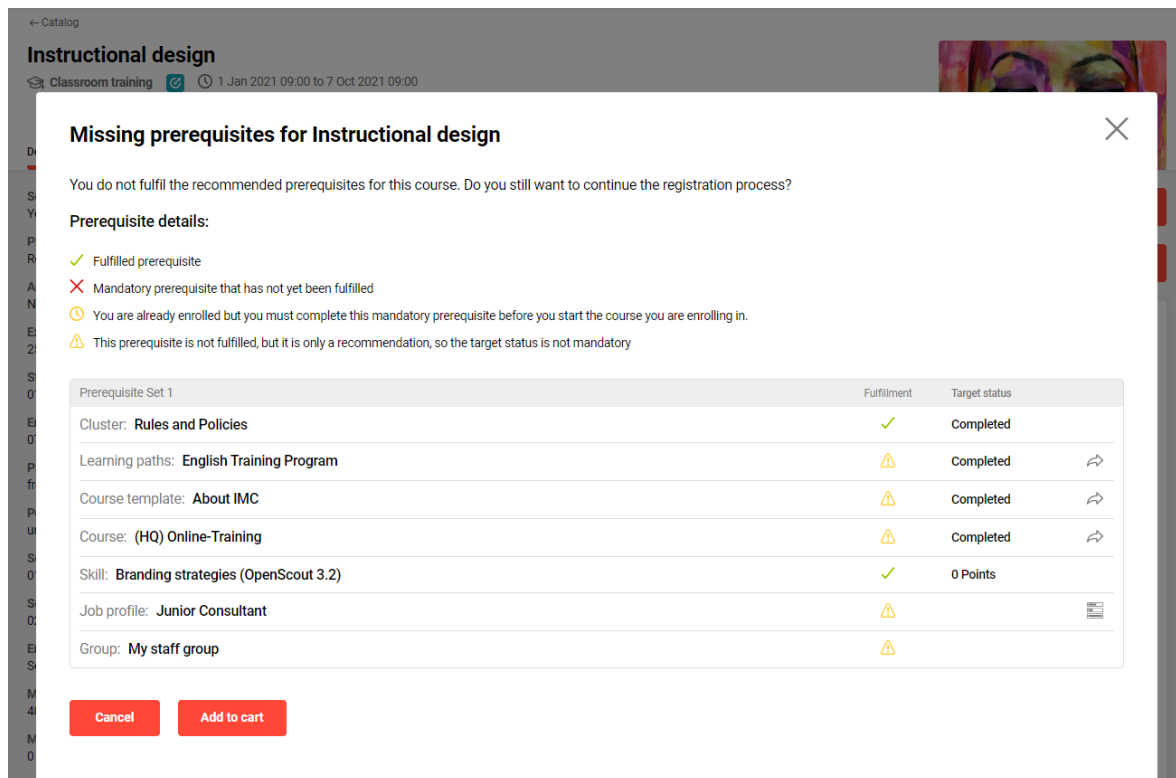 ← Catalog
Instructional design
Classroom training 1 Jan 2021 09:00 to 7 Oct 2021 09:00
Missing prerequisites for Instructional design
You do not fulfil the recommended prerequisites for this course. Do you still want to continue the registration process?
Prerequisite details:
Fulfilled prerequisite
Mandatory prerequisite that has not yet been fulfilled
You are already enrolled but you must complete this mandatory prerequisite before you start the course you are enrolling in.
This prerequisite is not fulfilled, but it is only a recommendation, so the target status is not mandatory
Prerequisite Set 1 Fulfillment Target status
Cluster: Rules and Policies Completed
Learning paths: English Training Program Completed
Course template: About IMC Completed
Course: (HQ) Online-Training Completed
Skill: Branding strategies (OpenScout 3.2) 0 Points
Job profile: Junior Consultant
Group: My staff group
Cancel Add to cart